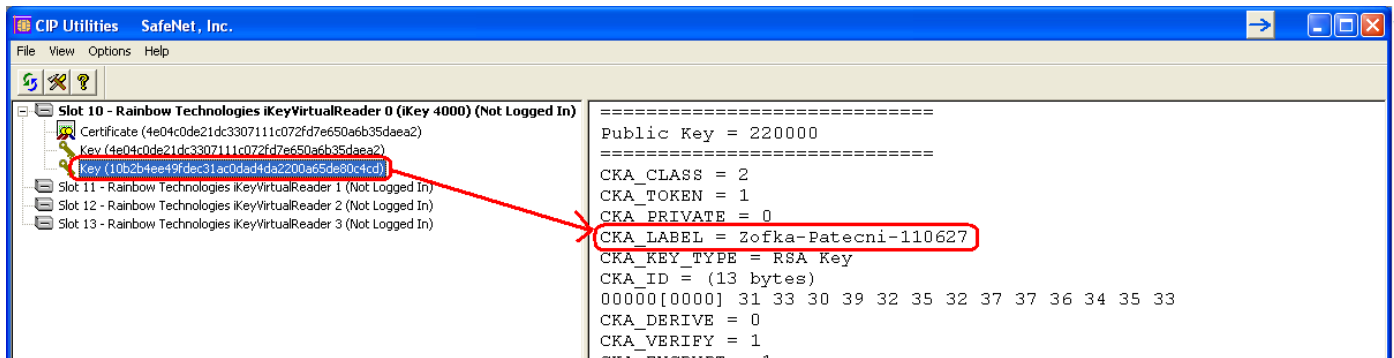 CIP Utilities SafeNet, Inc.
File View Options Help
Slot 10 - Rainbow Technologies iKeyVirtualReader 0 (iKey 4000) (Not Logged In)
Certificate (4e04c0de21dc3307111c072fd7e650a6b35daea2)
Key (4e04c0de21dc3307111c072fd7e650a6b35daea2)
Key (10b2b4ee49fdec31ac0dad4da2200a65de80c4cd)
Slot 11 - Rainbow Technologies iKeyVirtualReader 1 (Not Logged In)
Slot 12 - Rainbow Technologies iKeyVirtualReader 2 (Not Logged In)
Slot 13 - Rainbow Technologies iKeyVirtualReader 3 (Not Logged In)
=============================
Public Key = 220000
=============================
CKA_CLASS = 2
CKA_TOKEN = 1
CKA_PRIVATE = 0
CKA_LABEL = Zofka-Patecni-110627
CKA_KEY_TYPE = RSA Key
CKA_ID = (13 bytes)
00000[0000] 31 33 30 39 32 35 32 37 37 36 34 35 33
CKA_DERIVE = 0
CKA_VERIFY = 1